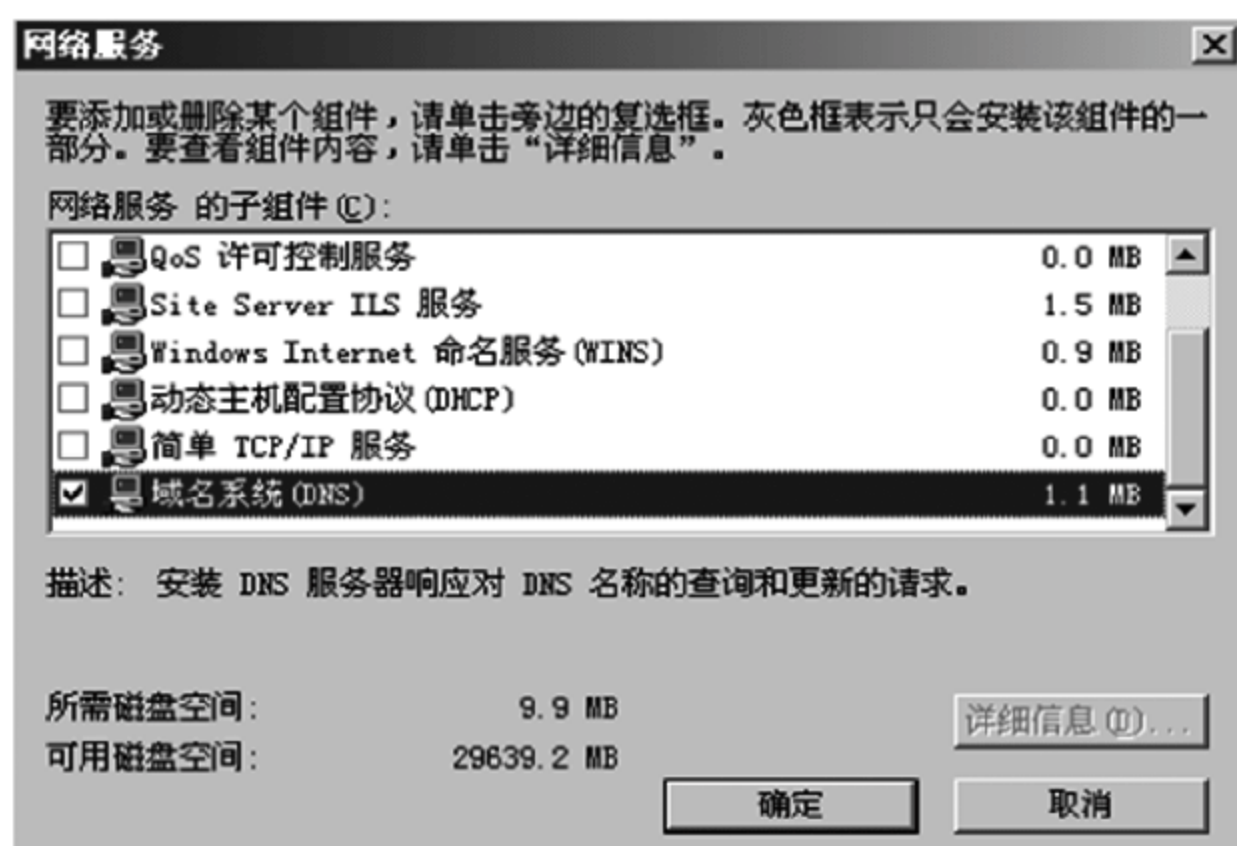 网络服务
要添加或删除某个组件，请单击旁边的复选框。灰色框表示只会安装该组件的一
部分。要查看组件内容，请单击“详细信息”。
网络服务 的子组件(C):
QoS 许可控制服务 0.0 MB
Site Server ILS 服务 1.5 MB
Windows Internet 命名服务(WINS) 0.9 MB
动态主机配置协议(DHCP) 0.0 MB
简单 TCP/IP 服务 0.0 MB
域名系统(DNS) 1.1 MB
描述: 安装 DNS 服务器响应对 DNS 名称的查询和更新的请求。
所需磁盘空间: 9.9 MB
详细信息(D)...
可用磁盘空间: 29639.2 MB
确定 取消